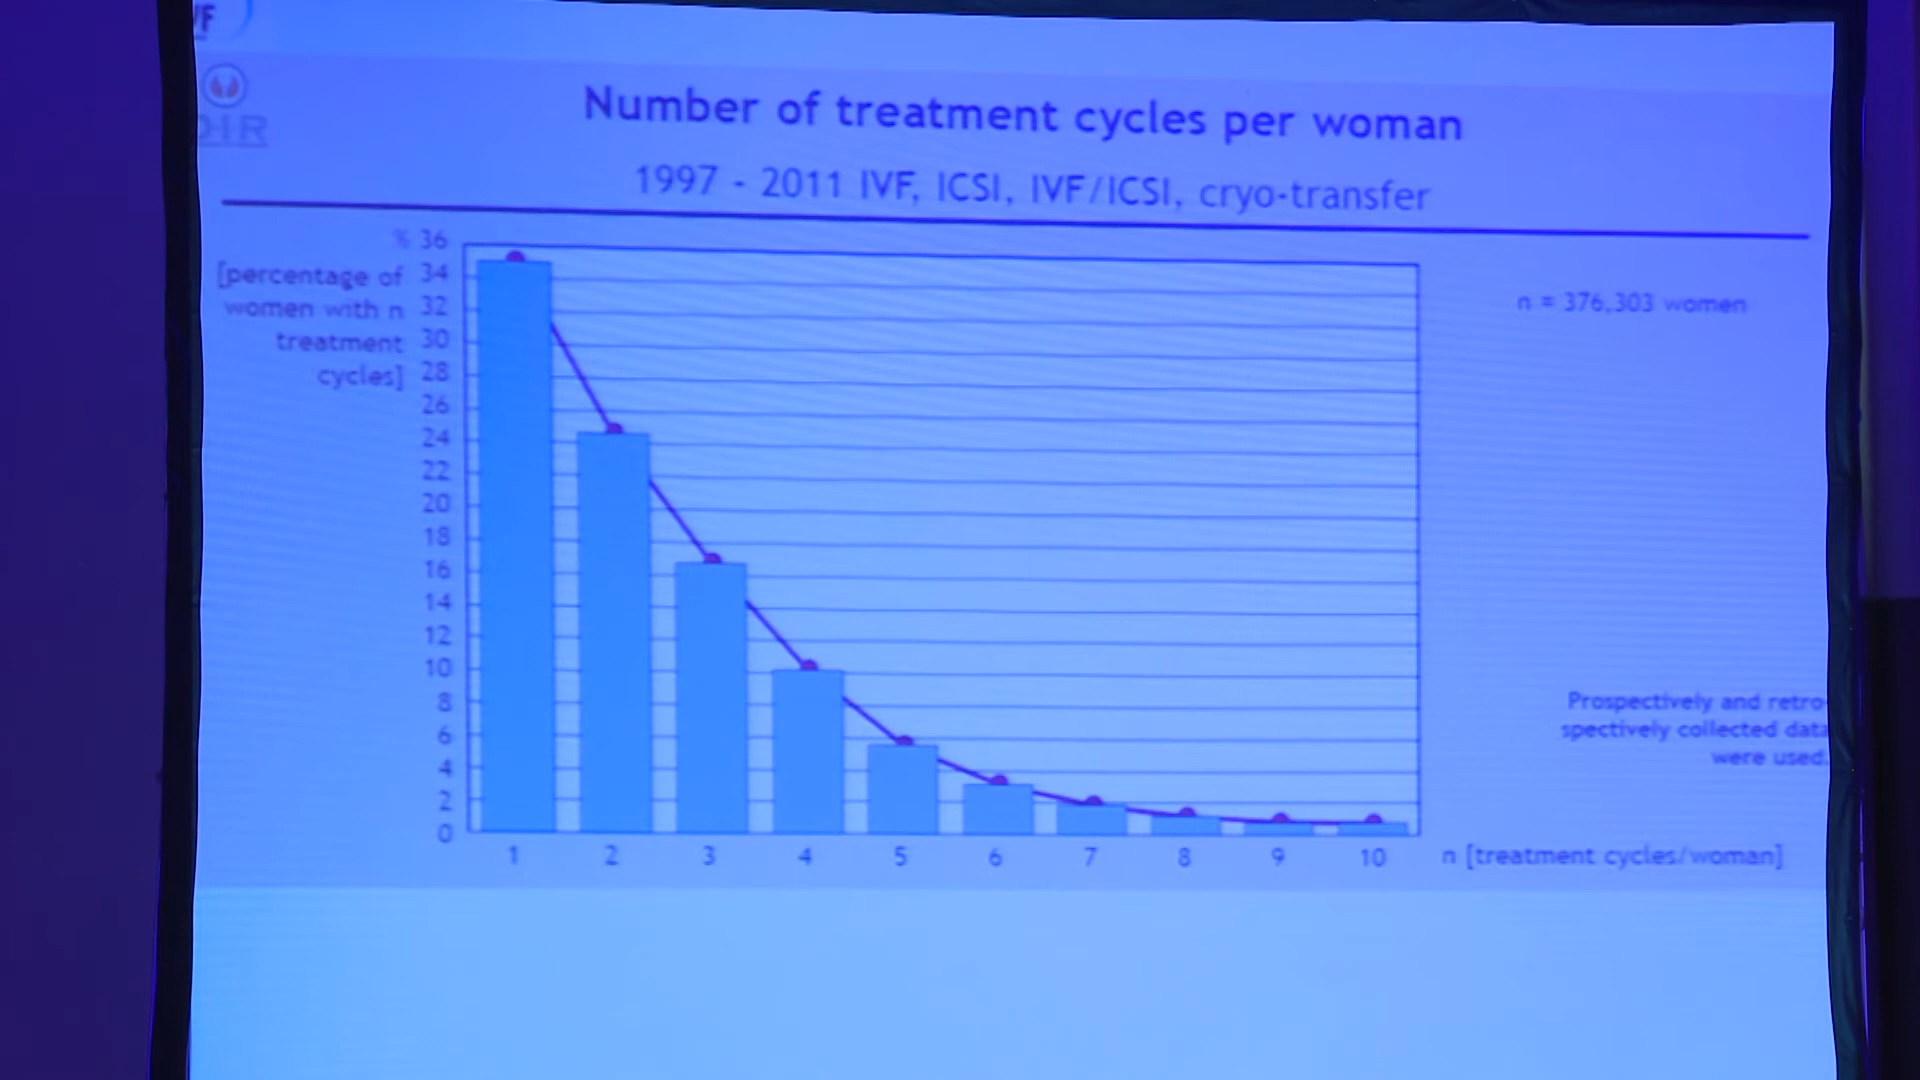 Number of treatment cycles per woman
1997 - 2011 IVF, ICSI, IVF/ICSI, cryo-transfer
% 36
[percentage of
women with n
treatment
cycles]
34
32
30
28
26
24
22
20
18
16
14
12
10
8
6
4
2
0
n = 376,303 women
Prospectively and retro-
spectively collected data
were used.
1 2 3 4 5 6 7 8 9 10 n [treatment cycles/woman]